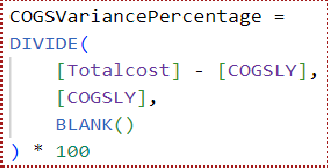 COGSVariancePercentage =
DIVIDE(
    [Totalcost] - [COGSLY],
    [COGSLY],
    BLANK()
) * 100